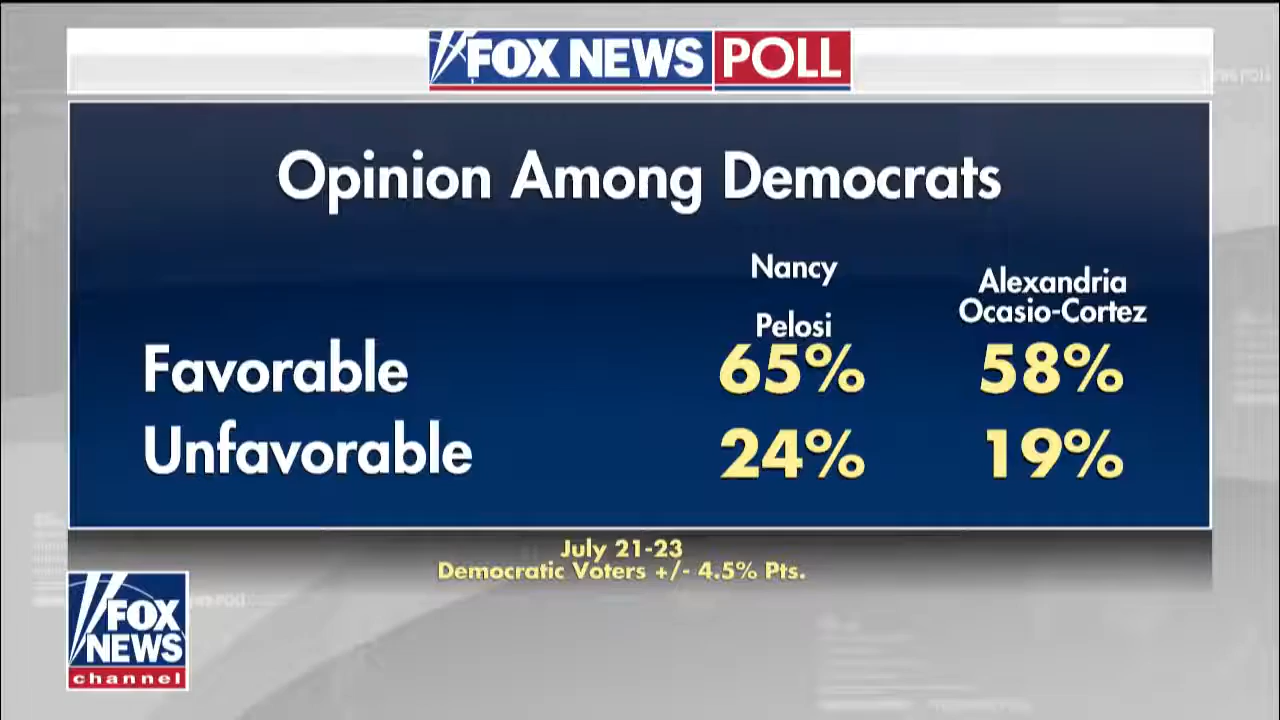 FOX NEWS POLL
Opinion Among Democrats
Nancy
Pelosi
Alexandria
Ocasio-Cortez
Favorable 65% 58%
Unfavorable 24% 19%
July 21-23
Democratic Voters +/- 4.5% Pts.
FOX
NEWS
channel